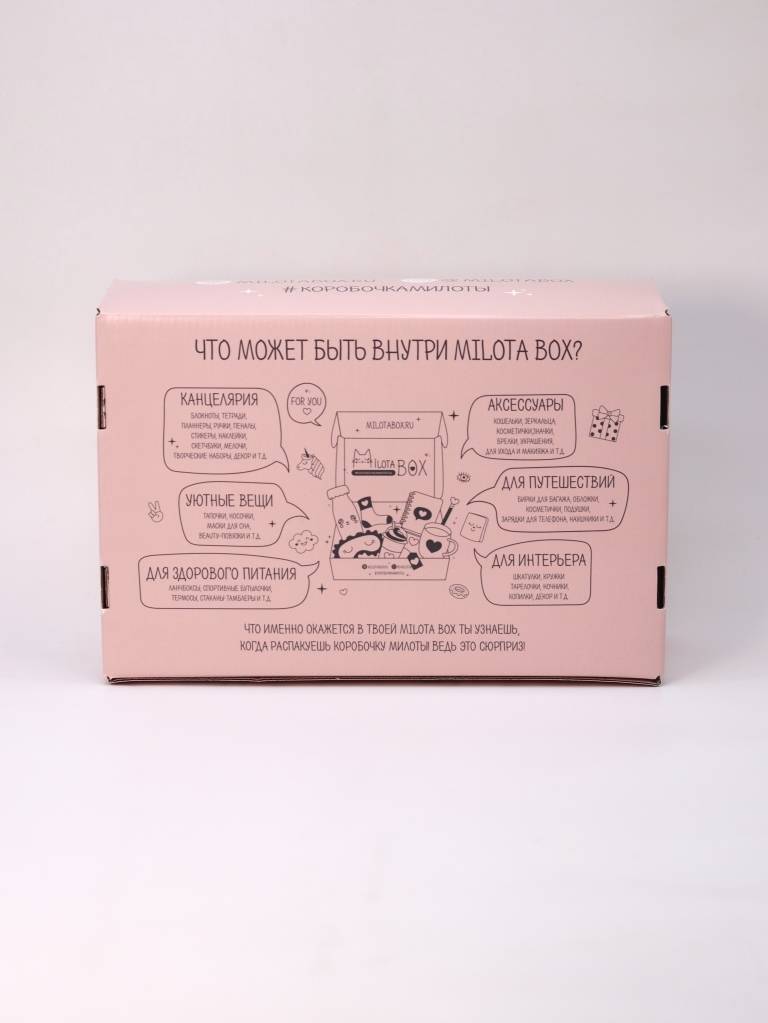 MILOTABOX.RU @MILOTABOX
#КОРОБОЧКАМИЛОТЫ
ЧТО МОЖЕТ БЫТЬ ВНУТРИ MILOTA BOX?
КАНЦЕЛЯРИЯ
БЛОКНОТЫ, ТЕТРАДИ,
ПЛАННЕРЫ, РУЧКИ, ПЕНАЛЫ,
СТИКЕРЫ, НАКЛЕЙКИ,
СКЕТЧБУКИ, МЕЛОЧИ,
ТВОРЧЕСКИЕ НАБОРЫ, ДЕКОР И Т.Д.
FOR YOU
УЮТНЫЕ ВЕЩИ
ТАПОЧКИ, НОСОЧКИ,
МАСКИ ДЛЯ СНА,
BEAUTY-ПОВЯЗКИ И Т.Д.
ДЛЯ ЗДОРОВОГО ПИТАНИЯ
ЛАНЧБОКСЫ, СПОРТИВНЫЕ БУТЫЛОЧКИ,
ТЕРМОСЫ, СТАКАНЫ-ТАМБЛЕРЫ И Т.Д.
MILOTABOX.RU
MILOTA BOX
АКСЕССУАРЫ
КОШЕЛЬКИ, ЗЕРКАЛЬЦА,
КОСМЕТИЧКИ,ЗНАЧКИ,
БРЕЛКИ, УКРАШЕНИЯ,
ДЛЯ УХОДА И МАКИЯЖА И Т.Д.
ДЛЯ ПУТЕШЕСТВИЙ
БИРКИ ДЛЯ БАГАЖА, ОБЛОЖКИ,
КОСМЕТИЧКИ, ПОДУШКИ,
ЗАРЯДКИ ДЛЯ ТЕЛЕФОНА, НАУШНИКИ И Т.Д.
ДЛЯ ИНТЕРЬЕРА
ШКАТУЛКИ, КРУЖКИ
ТАРЕЛОЧКИ, НОЧНИКИ,
КОПИЛКИ, ДЕКОР И Т.Д.
ЧТО ИМЕННО ОКАЖЕТСЯ В ТВОЕЙ MILOTA BOX ТЫ УЗНАЕШЬ,
КОГДА РАСПАКУЕШЬ КОРОБОЧКУ МИЛОТЫ! ВЕДЬ ЭТО СЮРПРИЗ!